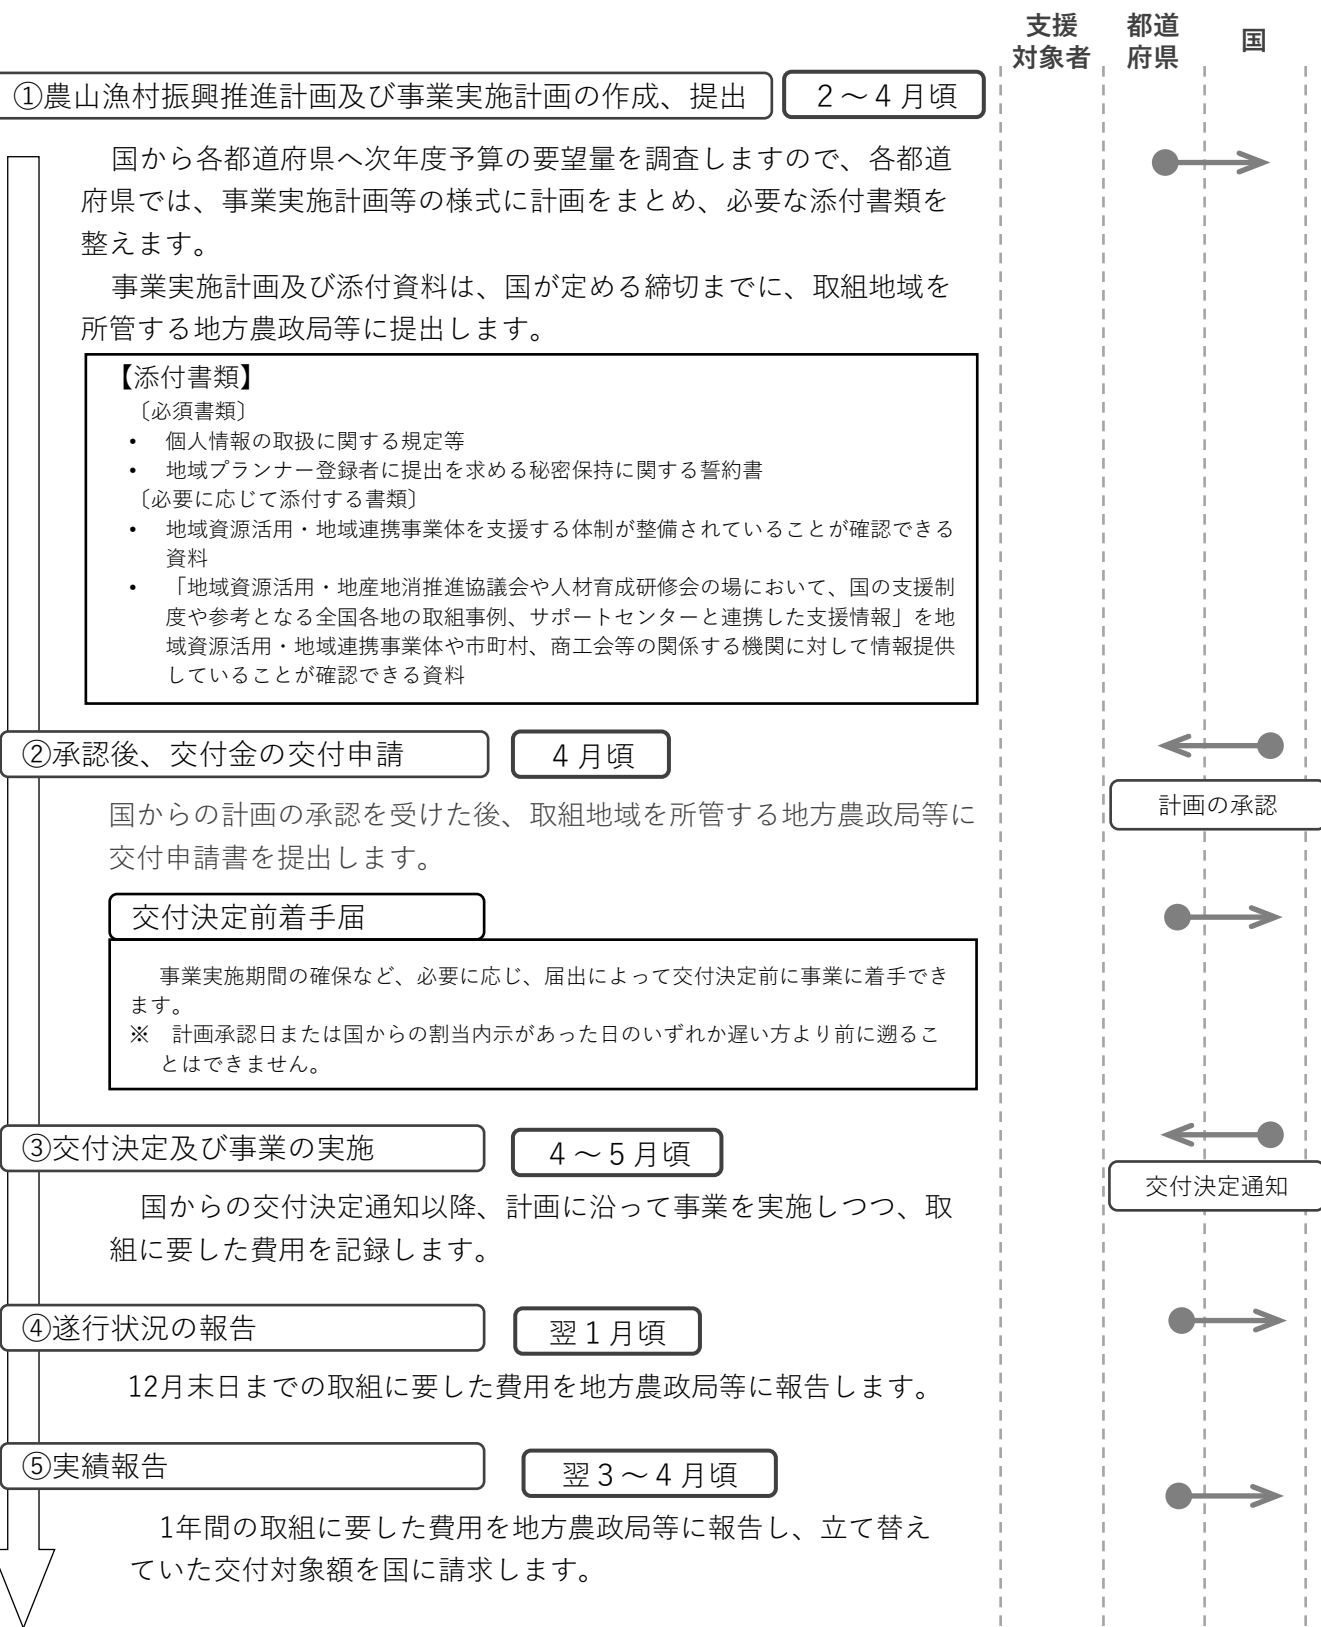 支援
対象者
都道
府県
国
①農山漁村振興推進計画及び事業実施計画の作成、提出
２～４月頃
国から各都道府県へ次年度予算の要望量を調査しますので、各都道
府県では、事業実施計画等の様式に計画をまとめ、必要な添付書類を
整えます。
事業実施計画及び添付資料は、国が定める締切までに、取組地域を
所管する地方農政局等に提出します。
【添付書類】
〔必須書類〕
• 個人情報の取扱に関する規定等
• 地域プランナー登録者に提出を求める秘密保持に関する誓約書
〔必要に応じて添付する書類〕
• 地域資源活用・地域連携事業体を支援する体制が整備されていることが確認できる
資料
• 「地域資源活用・地産地消推進協議会や人材育成研修会の場において、国の支援制
度や参考となる全国各地の取組事例、サポートセンターと連携した支援情報」を地
域資源活用・地域連携事業体や市町村、商工会等の関係する機関に対して情報提供
していることが確認できる資料
②承認後、交付金の交付申請
４月頃
計画の承認
国からの計画の承認を受けた後、取組地域を所管する地方農政局等に
交付申請書を提出します。
交付決定前着手届
事業実施期間の確保など、必要に応じ、届出によって交付決定前に事業に着手でき
ます。
※ 計画承認日または国からの割当内示があった日のいずれか遅い方より前に遡るこ
とはできません。
③交付決定及び事業の実施
４～５月頃
交付決定通知
国からの交付決定通知以降、計画に沿って事業を実施しつつ、取
組に要した費用を記録します。
④遂行状況の報告
翌１月頃
12月末日までの取組に要した費用を地方農政局等に報告します。
⑤実績報告
翌３～４月頃
1年間の取組に要した費用を地方農政局等に報告し、立て替え
ていた交付対象額を国に請求します。